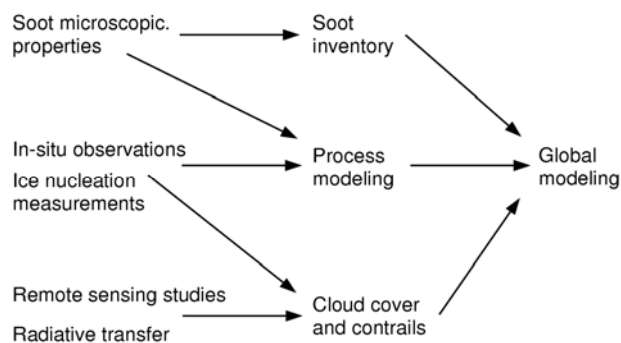 Soot microscopic.
properties
Soot
inventory
In-situ observations
Ice nucleation
measurements
Process
modeling
Global
modeling
Remote sensing studies
Radiative transfer
Cloud cover
and contrails